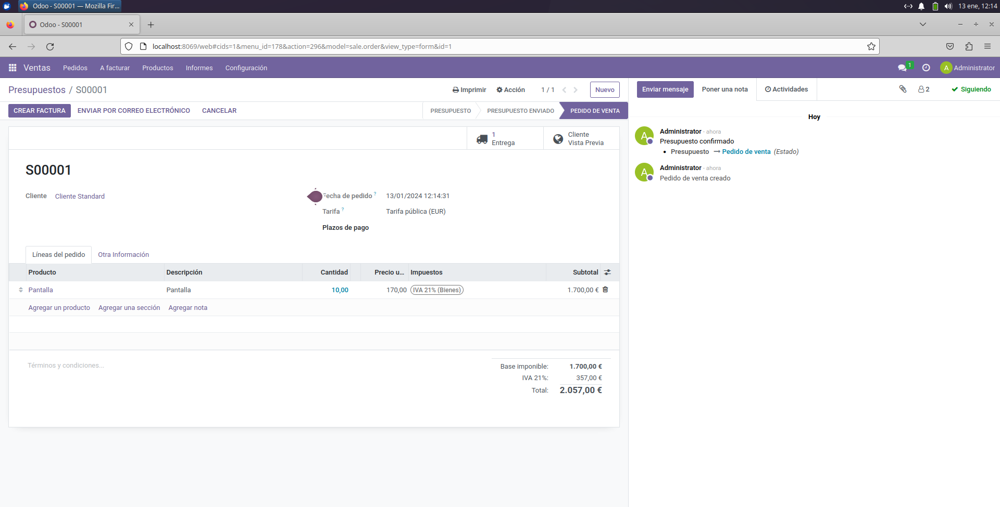 Odoo - S00001 — Mozilla Fir...
13 ene, 12:14
Odoo - S00001
localhost:8069/web#cids=1&menu_id=178&action=296&model=sale.order&view_type=form&id=1
Ventas Pedidos A facturar Productos Informes Configuración
1 A Administrator
Presupuestos / S00001
Imprimir Acción 1 / 1 Nuevo
Enviar mensaje Poner una nota Actividades 2 Siguiendo
CREAR FACTURA ENVIAR POR CORREO ELECTRÓNICO CANCELAR
PRESUPUESTO PRESUPUESTO ENVIADO PEDIDO DE VENTA
1
Entrega
Cliente
Vista Previa
S00001
Cliente Cliente Standard
Fecha de pedido ? 13/01/2024 12:14:31
Tarifa ? Tarifa pública (EUR)
Plazos de pago
Líneas del pedido Otra Información
Producto Descripción Cantidad Precio u... Impuestos Subtotal
Pantalla Pantalla 10,00 170,00 IVA 21% (Bienes) 1.700,00 €
Agregar un producto Agregar una sección Agregar nota
Términos y condiciones...
Base imponible: 1.700,00 €
IVA 21%: 357,00 €
Total: 2.057,00 €
Hoy
A
Administrator - ahora
Presupuesto confirmado
• Presupuesto → Pedido de venta (Estado)
A
Administrator - ahora
Pedido de venta creado